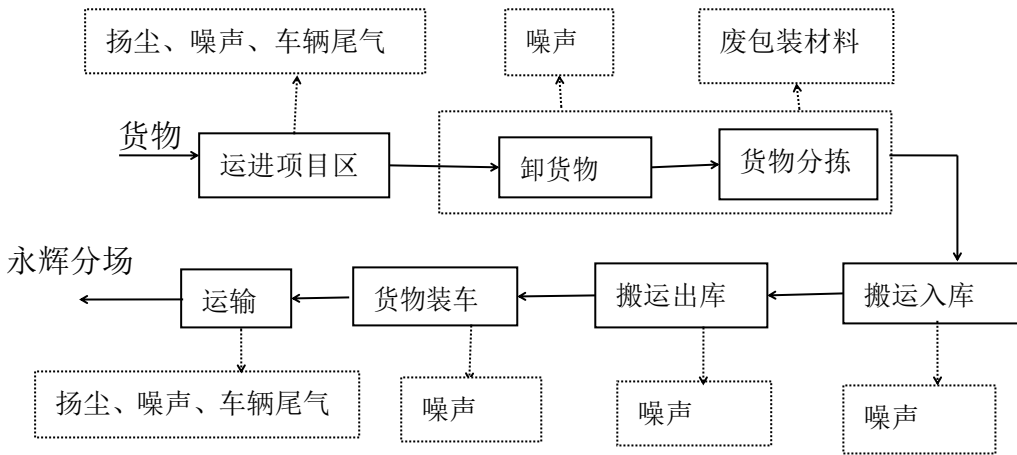 扬尘、噪声、车辆尾气
噪声
废包装材料
货物
运进项目区
卸货物
货物分拣
永辉分场
运输
货物装车
搬运出库
搬运入库
扬尘、噪声、车辆尾气
噪声
噪声
噪声